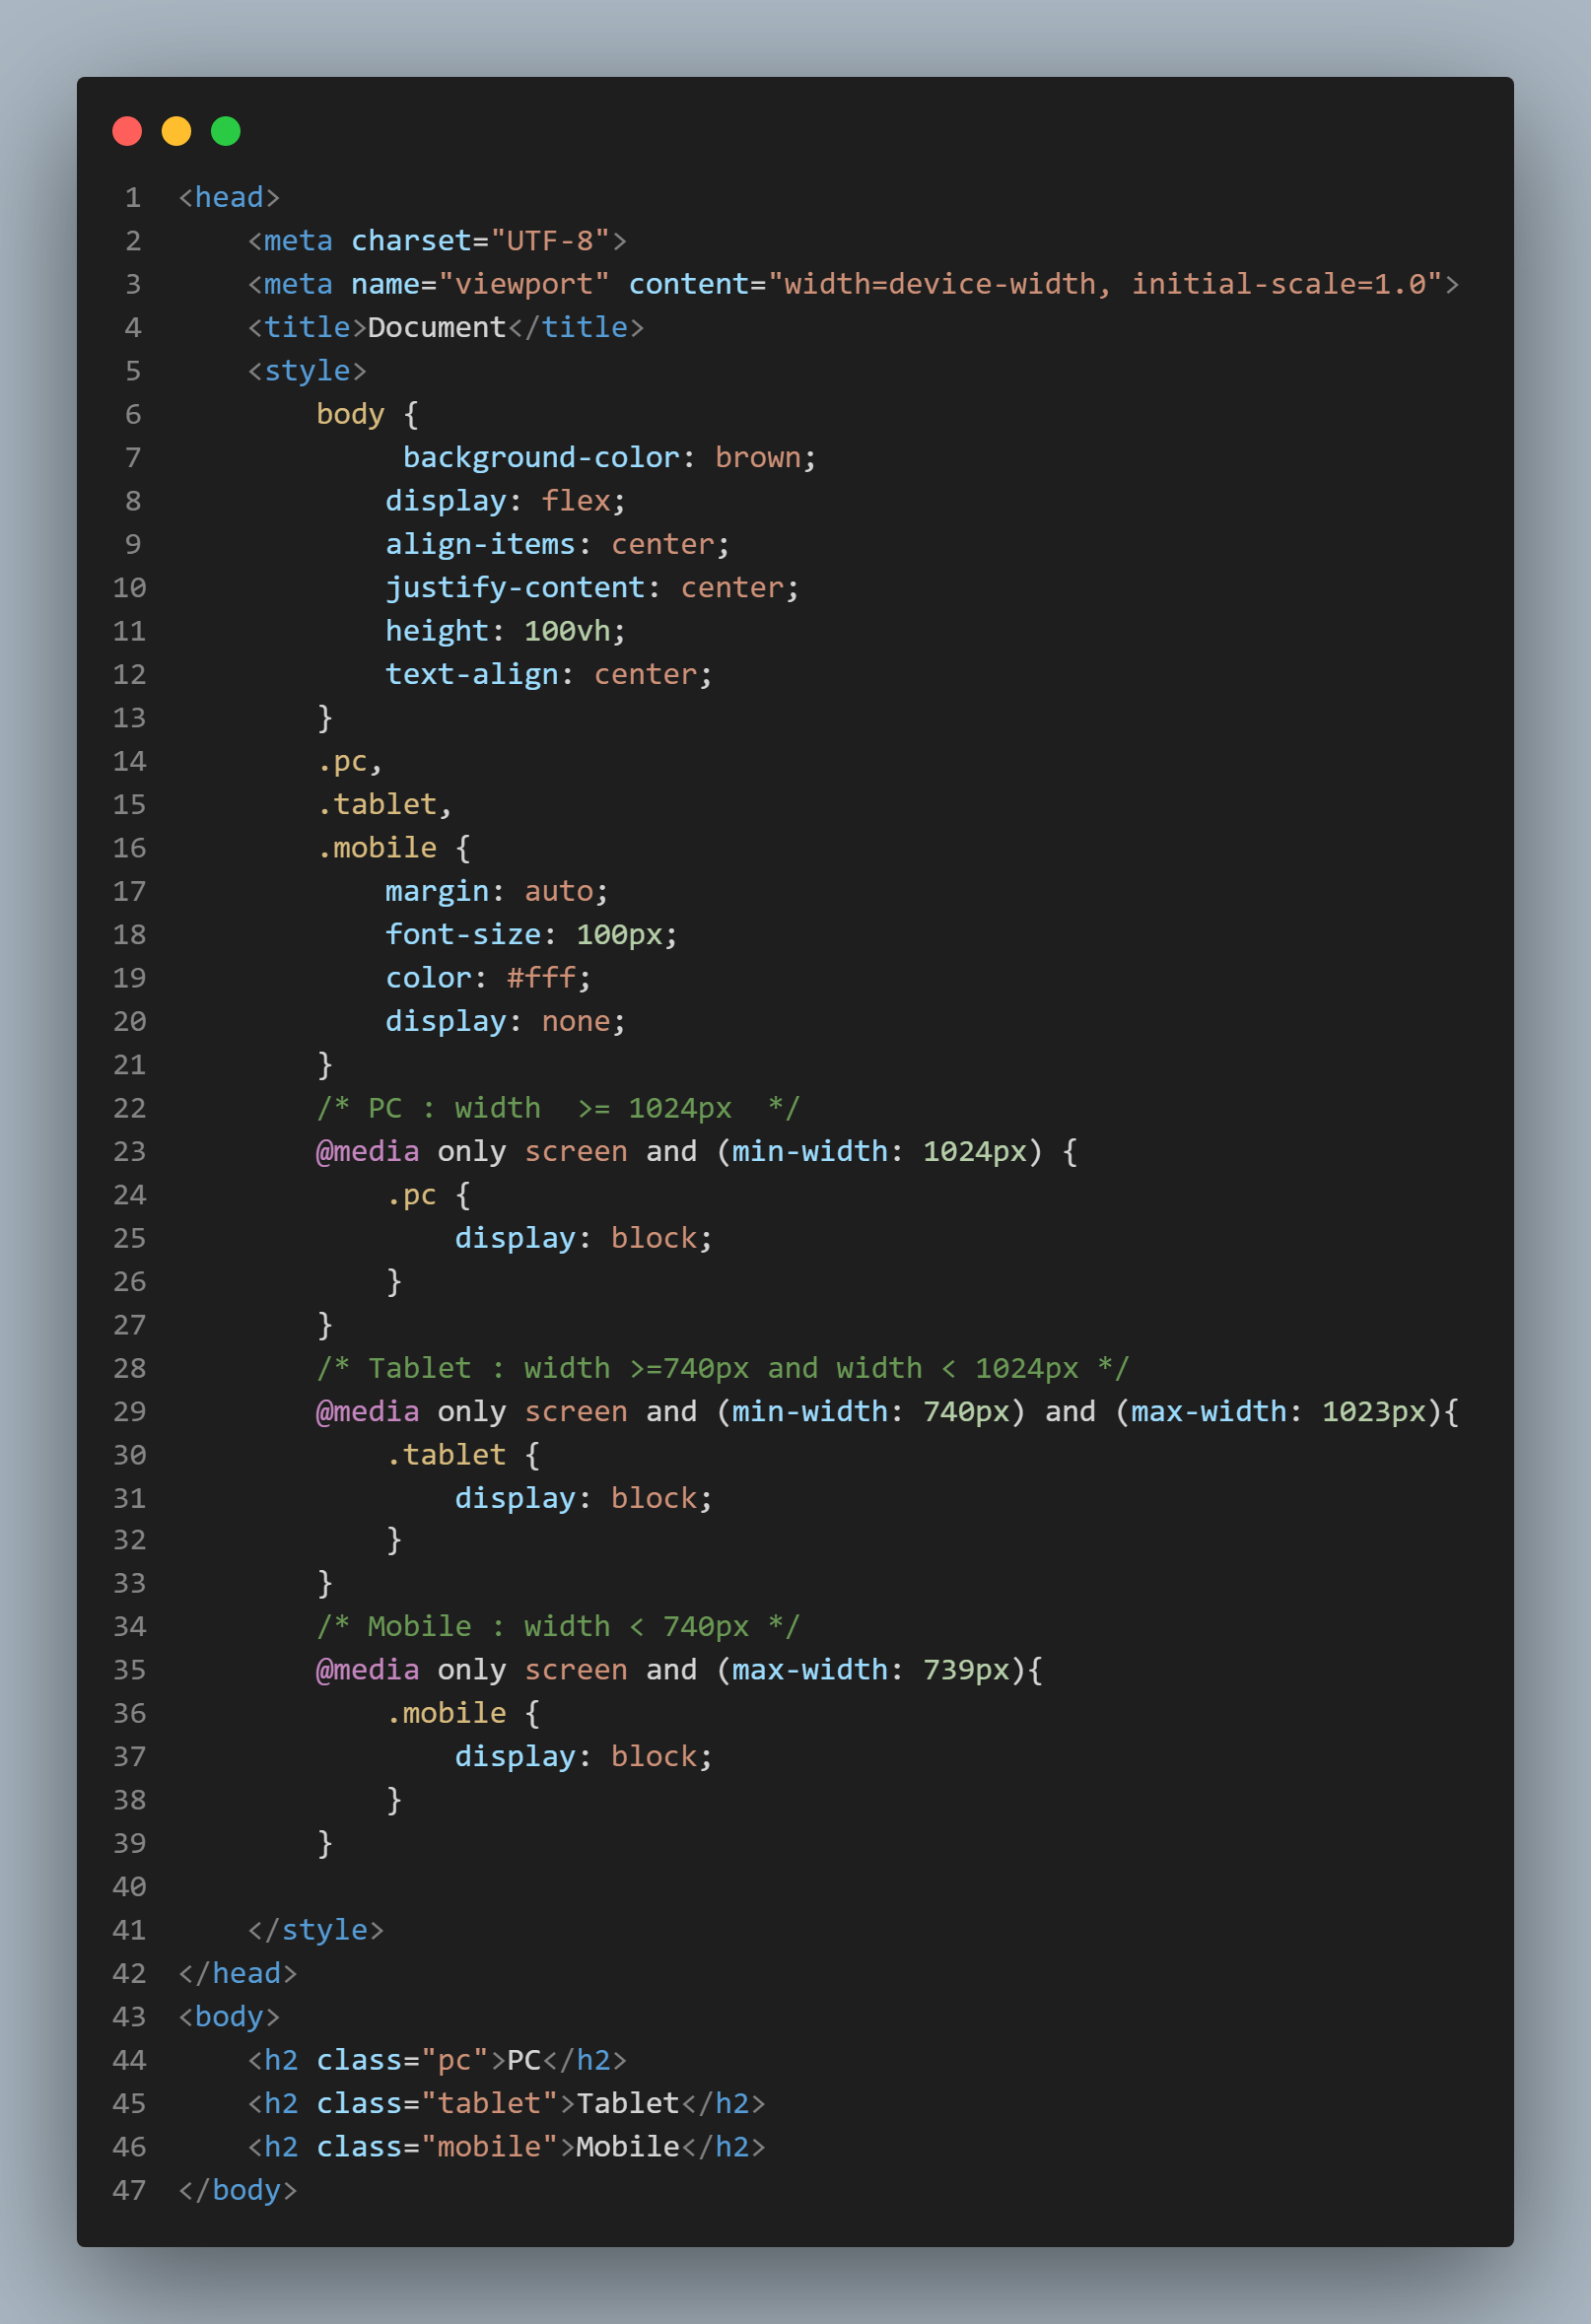 1 <head>
2     <meta charset="UTF-8">
3     <meta name="viewport" content="width=device-width, initial-scale=1.0">
4     <title>Document</title>
5     <style>
6         body {
7              background-color: brown;
8             display: flex;
9             align-items: center;
10             justify-content: center;
11             height: 100vh;
12             text-align: center;
13         }
14         .pc,
15         .tablet,
16         .mobile {
17             margin: auto;
18             font-size: 100px;
19             color: #fff;
20             display: none;
21         }
22         /* PC : width  >= 1024px  */
23         @media only screen and (min-width: 1024px) {
24             .pc {
25                 display: block;
26             }
27         }
28         /* Tablet : width >=740px and width < 1024px */
29         @media only screen and (min-width: 740px) and (max-width: 1023px){
30             .tablet {
31                 display: block;
32             }
33         }
34         /* Mobile : width < 740px */
35         @media only screen and (max-width: 739px){
36             .mobile {
37                 display: block;
38             }
39         }
40
41     </style>
42 </head>
43 <body>
44     <h2 class="pc">PC</h2>
45     <h2 class="tablet">Tablet</h2>
46     <h2 class="mobile">Mobile</h2>
47 </body>